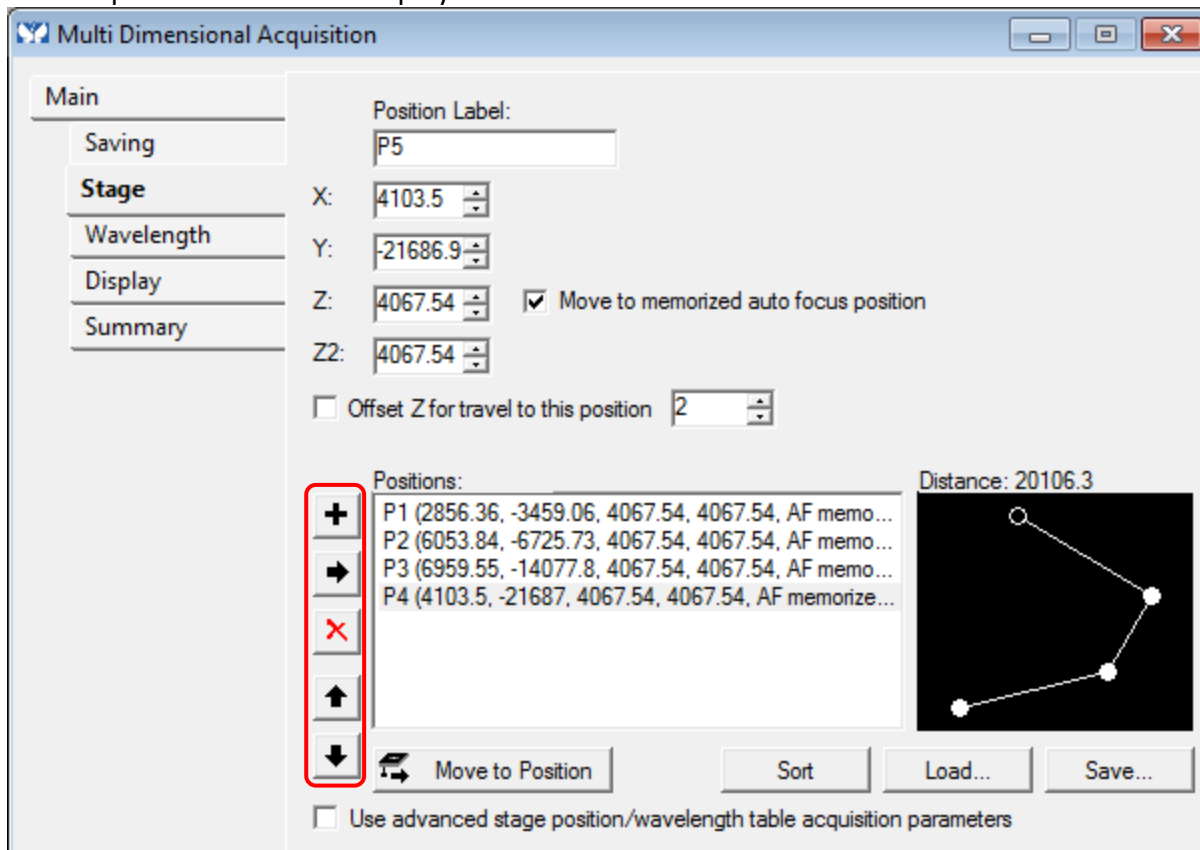 Multi Dimensional Acquisition
Main
Saving
Stage
Wavelength
Display
Summary
Position Label:
P5
X: 4103.5
Y: -21686.9
Z: 4067.54 Move to memorized auto focus position
Z2: 4067.54
Offset Z for travel to this position 2
Positions: Distance: 20106.3
P1 (2856.36, -3459.06, 4067.54, 4067.54, AF memo...
P2 (6053.84, -6725.73, 4067.54, 4067.54, AF memo...
P3 (6959.55, -14077.8, 4067.54, 4067.54, AF memo...
P4 (4103.5, -21687, 4067.54, 4067.54, AF memorize...
Move to Position Sort Load... Save...
Use advanced stage position/wavelength table acquisition parameters